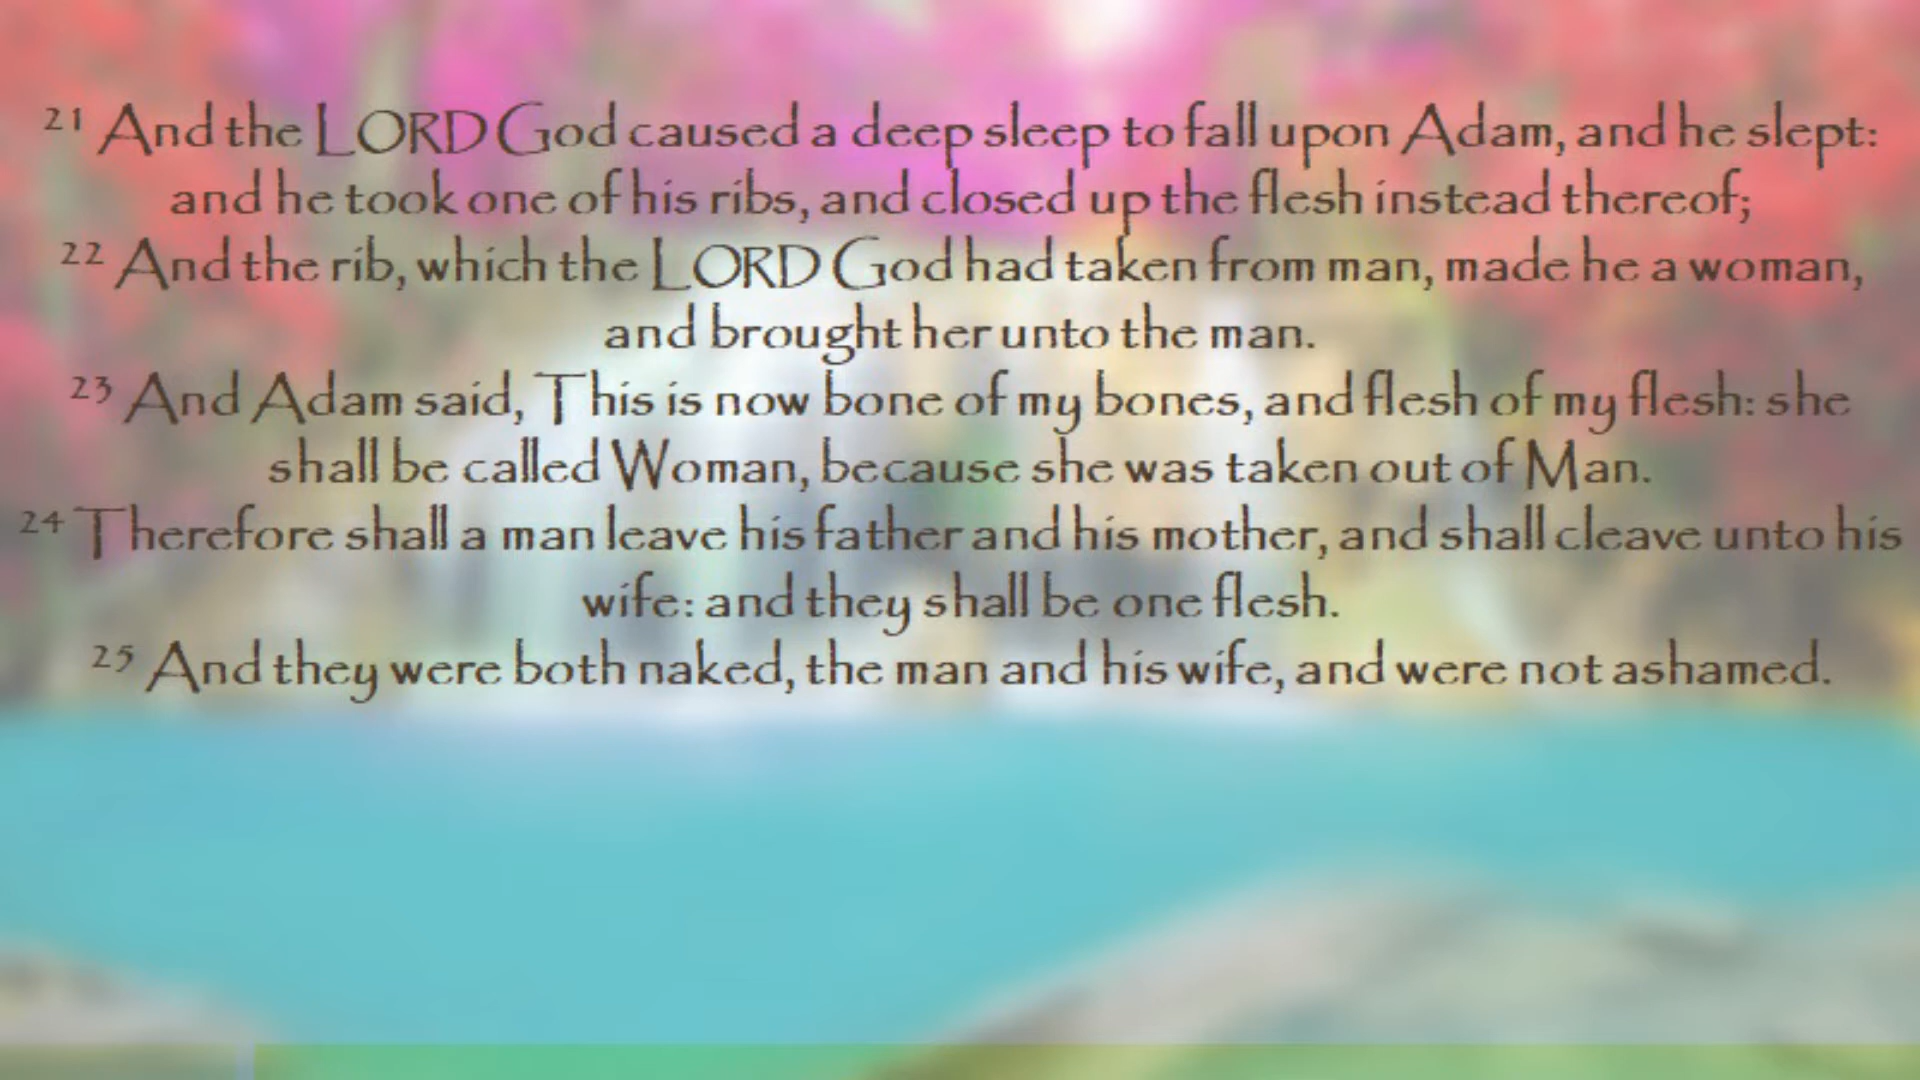 21 And the LORD God caused a deep sleep to fall upon Adam, and he slept:
and he took one of his ribs, and closed up the flesh instead thereof;
22 And the rib, which the LORD God had taken from man, made he a woman,
and brought her unto the man.
23 And Adam said, This is now bone of my bones, and flesh of my flesh: she
shall be called Woman, because she was taken out of Man.
24 Therefore shall a man leave his father and his mother, and shall cleave unto his
wife: and they shall be one flesh.
25 And they were both naked, the man and his wife, and were not ashamed.